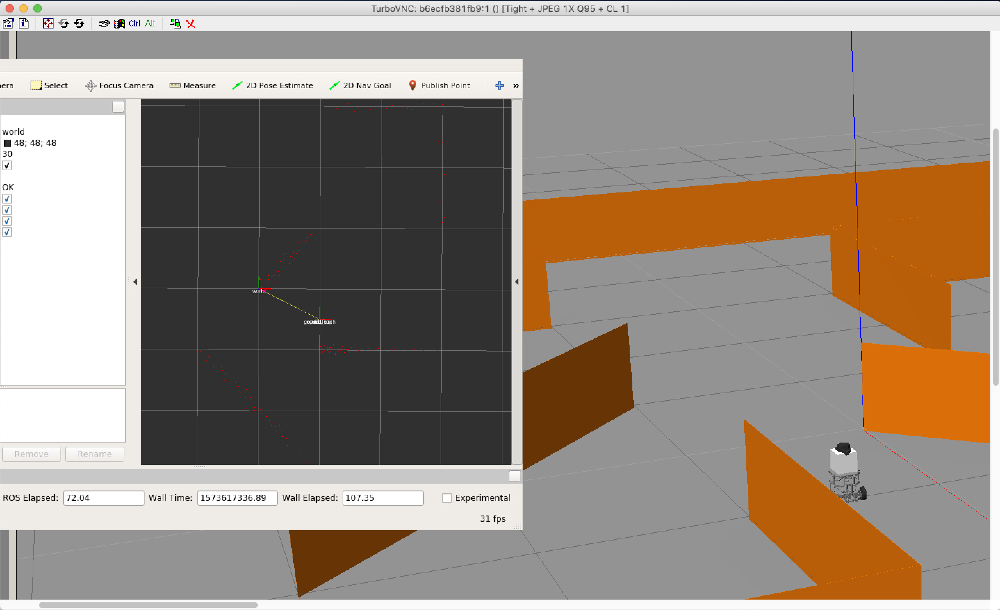 TurboVNC: b6ecfb381fb9:1 () [Tight + JPEG 1X Q95 + CL 1]
Ctrl Alt
era Select Focus Camera Measure 2D Pose Estimate 2D Nav Goal Publish Point »
world
48; 48; 48
30
OK
world
Remove Rename
ROS Elapsed: 72.04 Wall Time: 1573617336.89 Wall Elapsed: 107.35 Experimental
31 fps